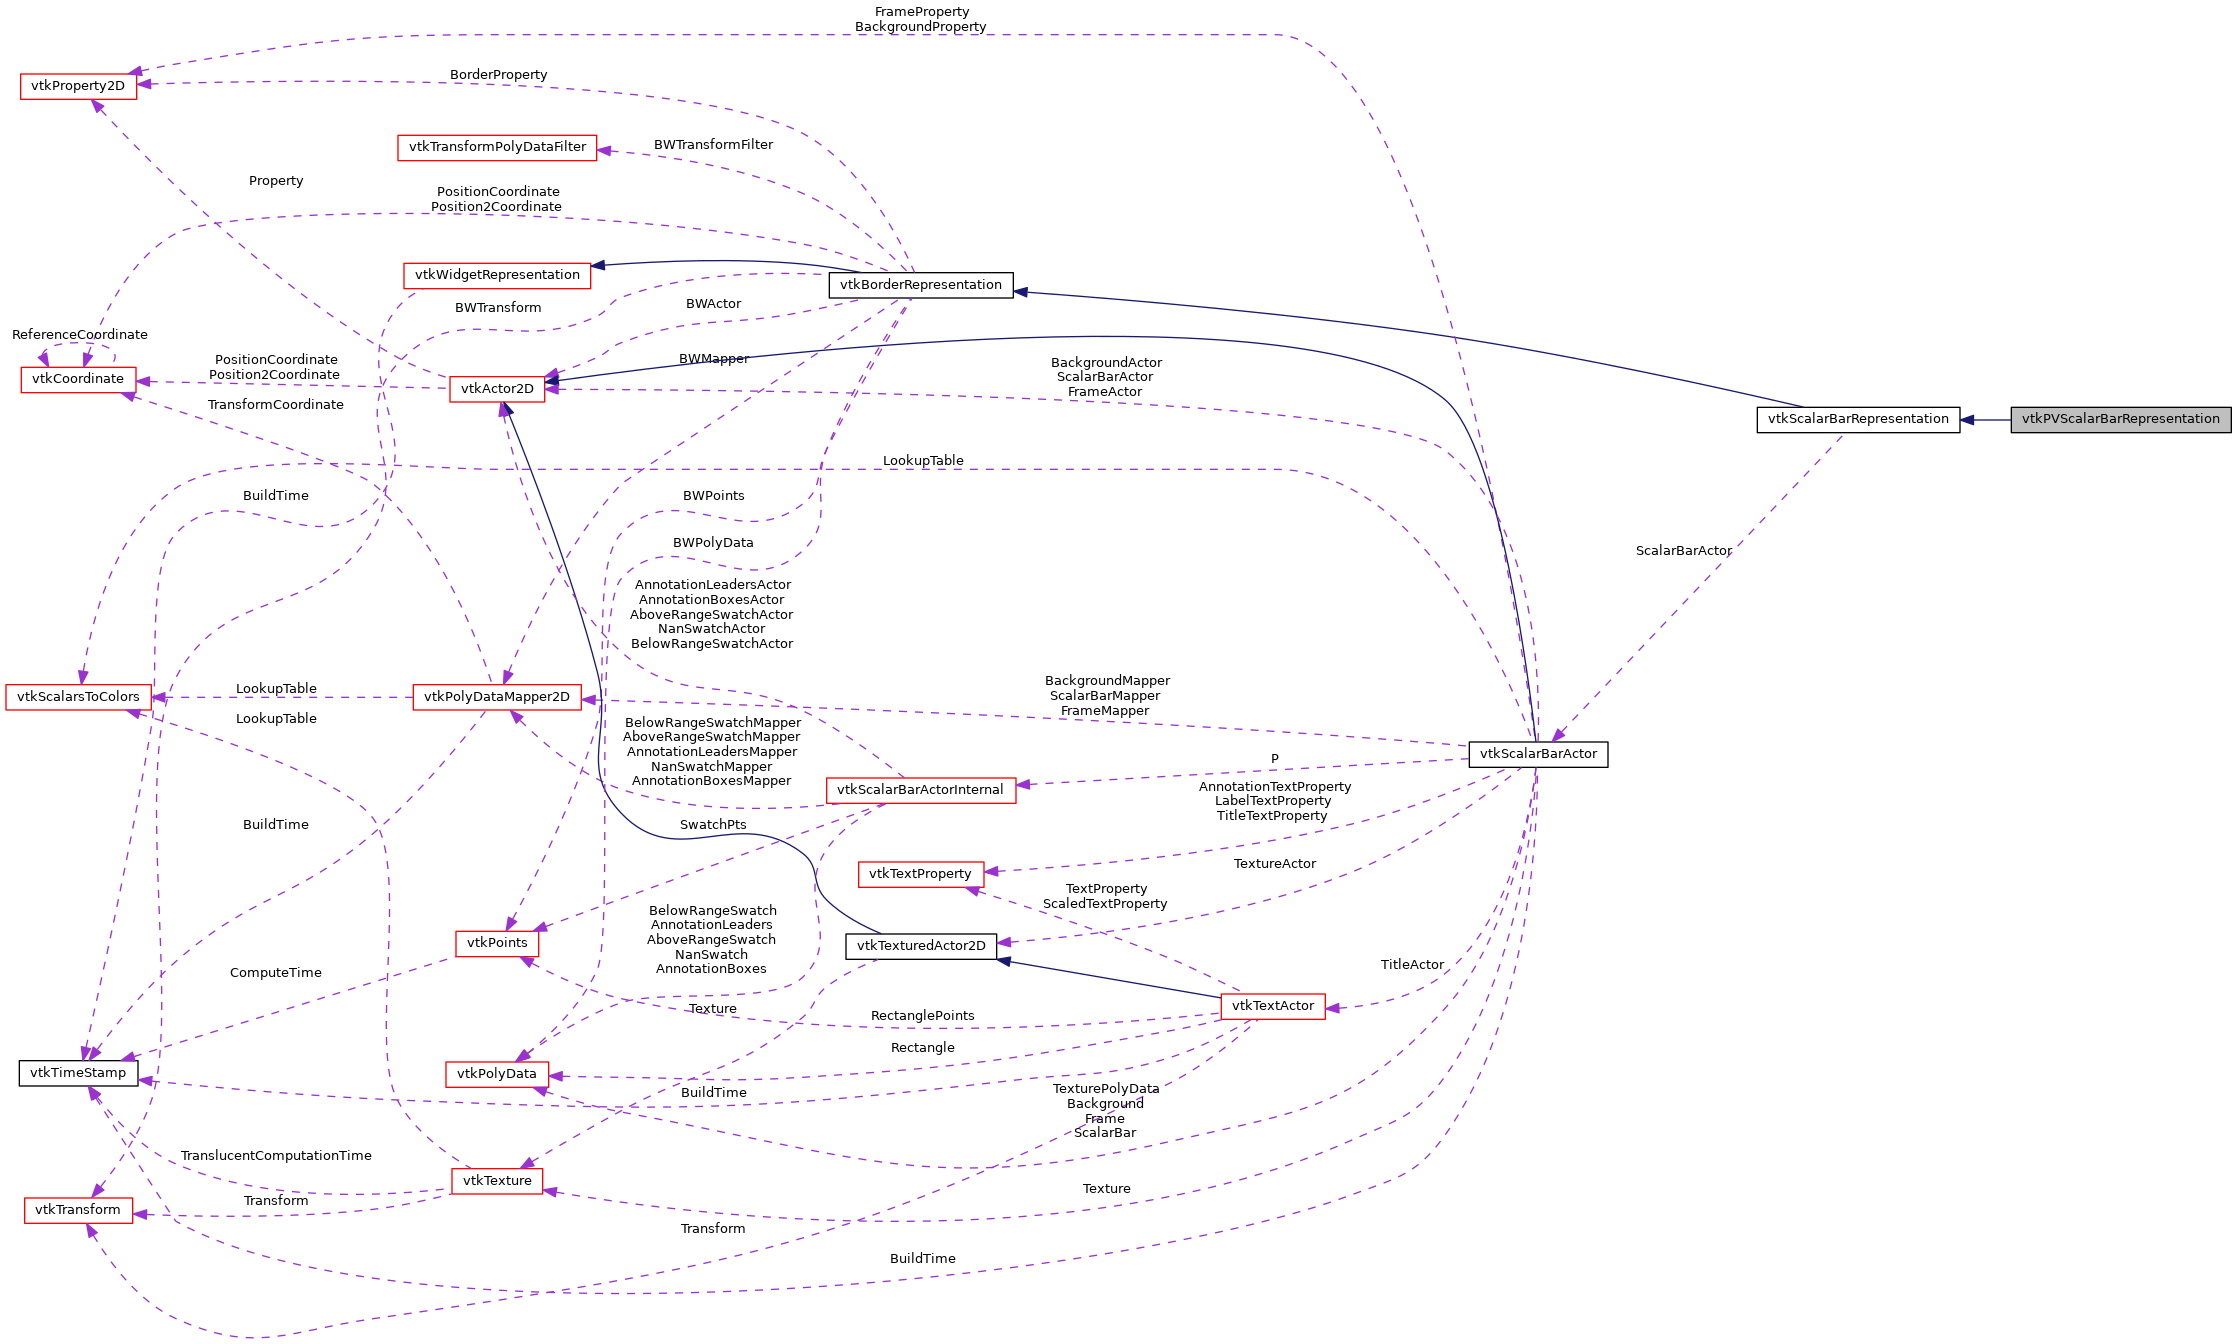 FrameProperty
BackgroundProperty
BorderProperty
vtkProperty2D
vtkTransformPolyDataFilter
BWTransformFilter
Property
PositionCoordinate
Position2Coordinate
vtkWidgetRepresentation
vtkBorderRepresentation
BWTransform
BWActor
ReferenceCoordinate
PositionCoordinate
Position2Coordinate
BWMapper
BackgroundActor
ScalarBarActor
FrameActor
vtkCoordinate
vtkActor2D
TransformCoordinate
vtkScalarBarRepresentation
vtkPVScalarBarRepresentation
LookupTable
BuildTime
BWPoints
BWPolyData
ScalarBarActor
AnnotationLeadersActor
AnnotationBoxesActor
AboveRangeSwatchActor
NanSwatchActor
BelowRangeSwatchActor
vtkScalarsToColors
LookupTable
vtkPolyDataMapper2D
BackgroundMapper
ScalarBarMapper
FrameMapper
LookupTable
BelowRangeSwatchMapper
AboveRangeSwatchMapper
AnnotationLeadersMapper
NanSwatchMapper
AnnotationBoxesMapper
vtkScalarBarActor
P
vtkScalarBarActorInternal
AnnotationTextProperty
LabelTextProperty
TitleTextProperty
BuildTime
SwatchPts
TextureActor
vtkTextProperty
TextProperty
ScaledTextProperty
BelowRangeSwatch
AnnotationLeaders
AboveRangeSwatch
NanSwatch
AnnotationBoxes
vtkPoints
vtkTexturedActor2D
ComputeTime
TitleActor
Texture
RectanglePoints
vtkTextActor
Rectangle
vtkTimeStamp
vtkPolyData
BuildTime
TexturePolyData
Background
Frame
ScalarBar
TranslucentComputationTime
vtkTexture
Texture
Transform
vtkTransform
Transform
BuildTime